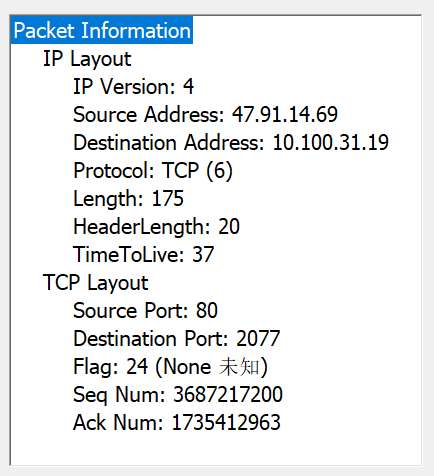 Packet Information
IP Layout
IP Version: 4
Source Address: 47.91.14.69
Destination Address: 10.100.31.19
Protocol: TCP (6)
Length: 175
HeaderLength: 20
TimeToLive: 37
TCP Layout
Source Port: 80
Destination Port: 2077
Flag: 24 (None 未知)
Seq Num: 3687217200
Ack Num: 1735412963